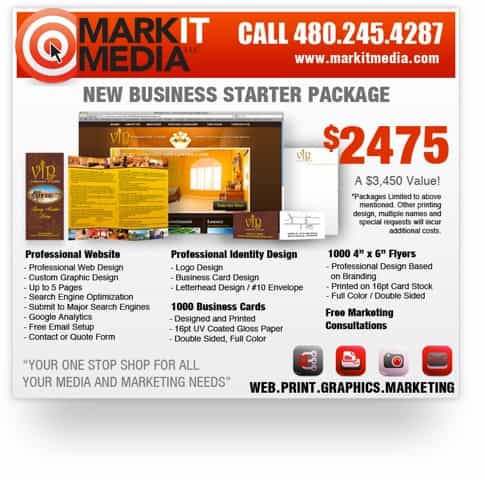 MARKIT
MEDIA LLC
CALL 480.245.4287
www.markitmedia.com
NEW BUSINESS STARTER PACKAGE
$2475
A $3,450 Value!
*Packages Limited to above
mentioned. Other printing
design, multiple names and
special requests will incur
additional costs.
VIP
VIP
VIP
Professional Website
- Professional Web Design
- Custom Graphic Design
- Up to 5 Pages
- Search Engine Optimization
- Submit to Major Search Engines
- Google Analytics
- Free Email Setup
- Contact or Quote Form
Professional Identity Design
- Logo Design
- Business Card Design
- Letterhead Design / #10 Envelope
1000 Business Cards
- Designed and Printed
- 16pt UV Coated Gloss Paper
- Double Sided, Full Color
1000 4" x 6" Flyers
- Professional Design Based
on Branding
- Printed on 16pt Card Stock
- Full Color / Double Sided
Free Marketing
Consultations
"YOUR ONE STOP SHOP FOR ALL
YOUR MEDIA AND MARKETING NEEDS"
WEB.PRINT.GRAPHICS.MARKETING